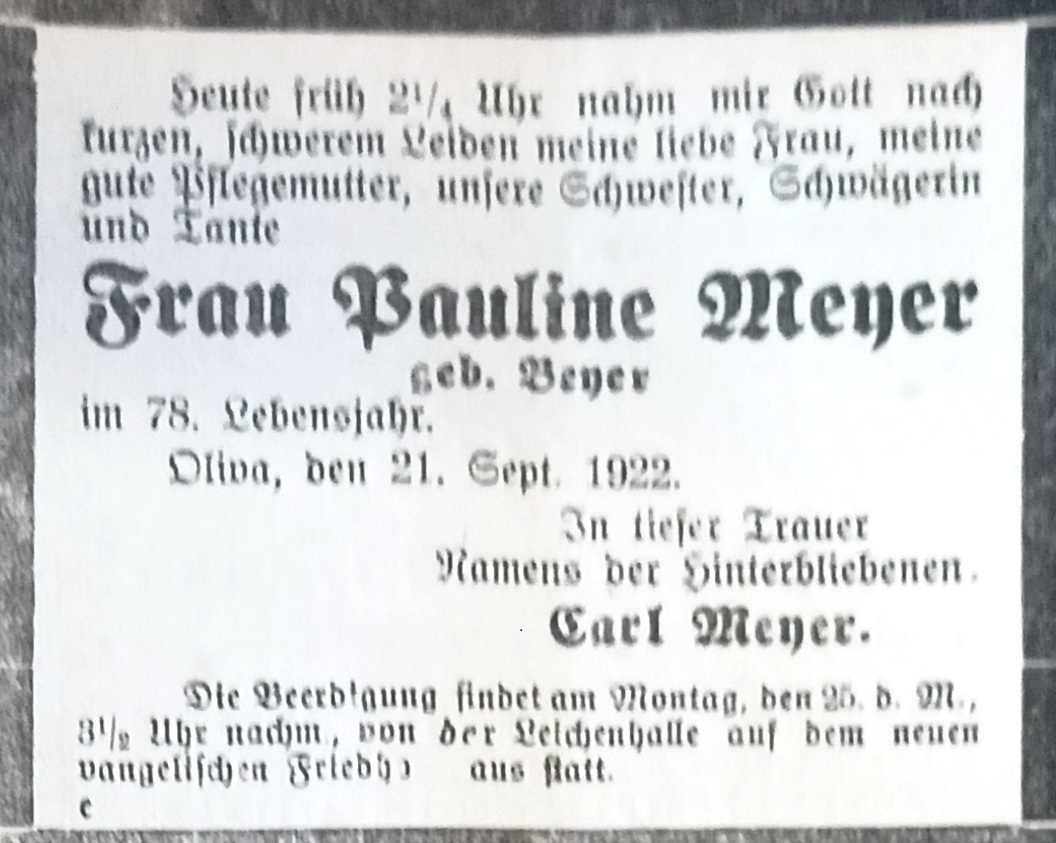 Heute früh 2¹/₄ Uhr nahm mir Gott nach
kurzen, schwerem Leiden meine liebe Frau, meine
gute Pflegemutter, unsere Schwester, Schwägerin
und Tante
Frau Pauline Meyer
geb. Beyer
im 78. Lebensjahr.
Oliva, den 21. Sept. 1922.
In tiefer Trauer
Namens der Hinterbliebenen.
Carl Meyer.
Die Beerdigung findet am Montag, den 25. d. M.,
3¹/₂ Uhr nachm., von der Leichenhalle auf dem neuen
vangelischen Friedho aus statt.
e